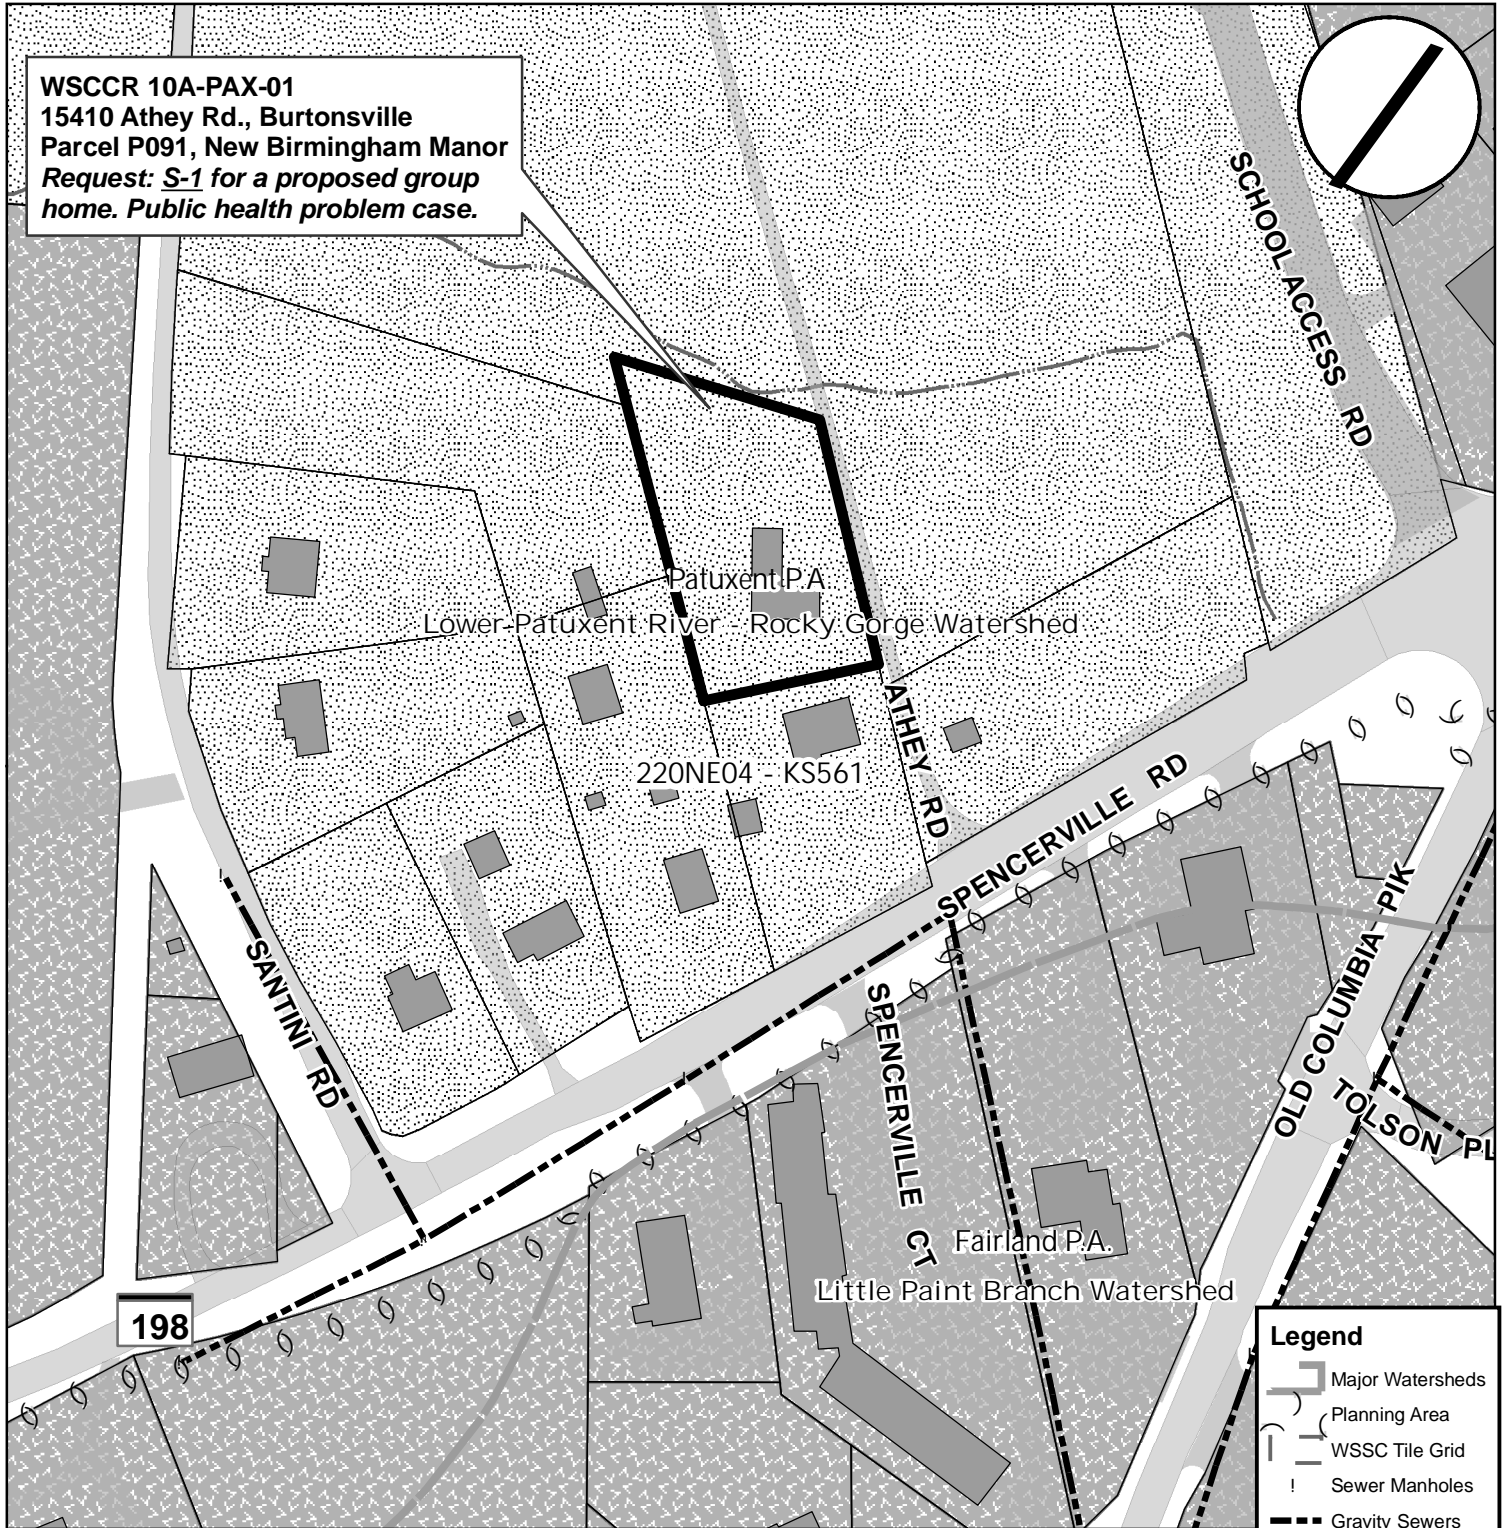 WSCCR 10A-PAX-01
15410 Athey Rd., Burtonsville
Parcel P091, New Birmingham Manor
Request: S-1 for a proposed group
home. Public health problem case.
SCHOOL ACCESS RD
Patuxent P.A.
Lower Patuxent River - Rocky Gorge Watershed
ATHEY RD
220NE04 - KS561
SPENCERVILLE RD
OLD COLUMBIA PIK
SANTINI RD
SPENCERVILLE CT
TOLSON PL
Fairland P.A.
Little Paint Branch Watershed
198
Legend
Major Watersheds
Planning Area
WSSC Tile Grid
! Sewer Manholes
Gravity Sewers